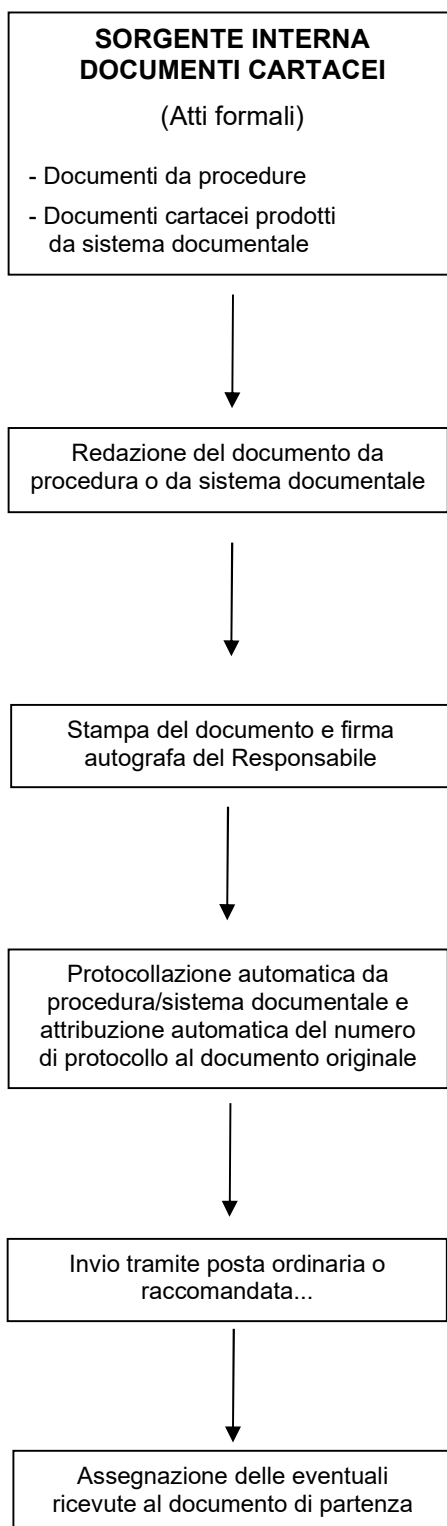 SORGENTE INTERNA
DOCUMENTI CARTACEI
(Atti formali)
- Documenti da procedure
- Documenti cartacei prodotti
da sistema documentale
Redazione del documento da
procedura o da sistema documentale
Stampa del documento e firma
autografa del Responsabile
Protocollazione automatica da
procedura/sistema documentale e
attribuzione automatica del numero
di protocollo al documento originale
Invio tramite posta ordinaria o
raccomandata...
Assegnazione delle eventuali
ricevute al documento di partenza